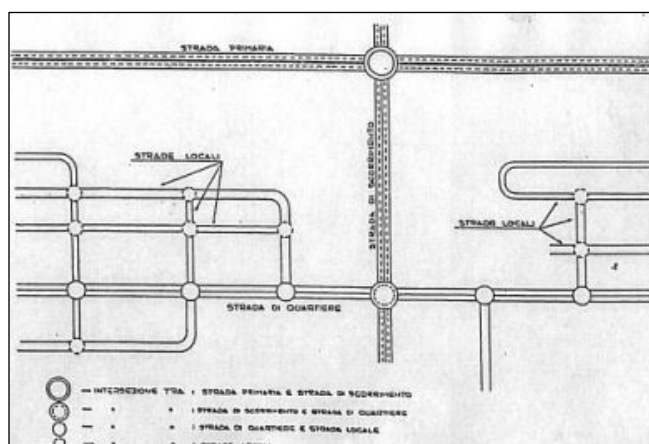 STRADA PRIMARIA
STRADA DI SCORRIMENTO
STRADE LOCALI
STRADE LOCALI
STRADA DI QUARTIERE
— INTERSEZIONE TRA : STRADA PRIMARIA E STRADA DI SCORRIMENTO
— " " : STRADA DI SCORRIMENTO E STRADA DI QUARTIERE
— " " : STRADA DI QUARTIERE E STRADA LOCALE